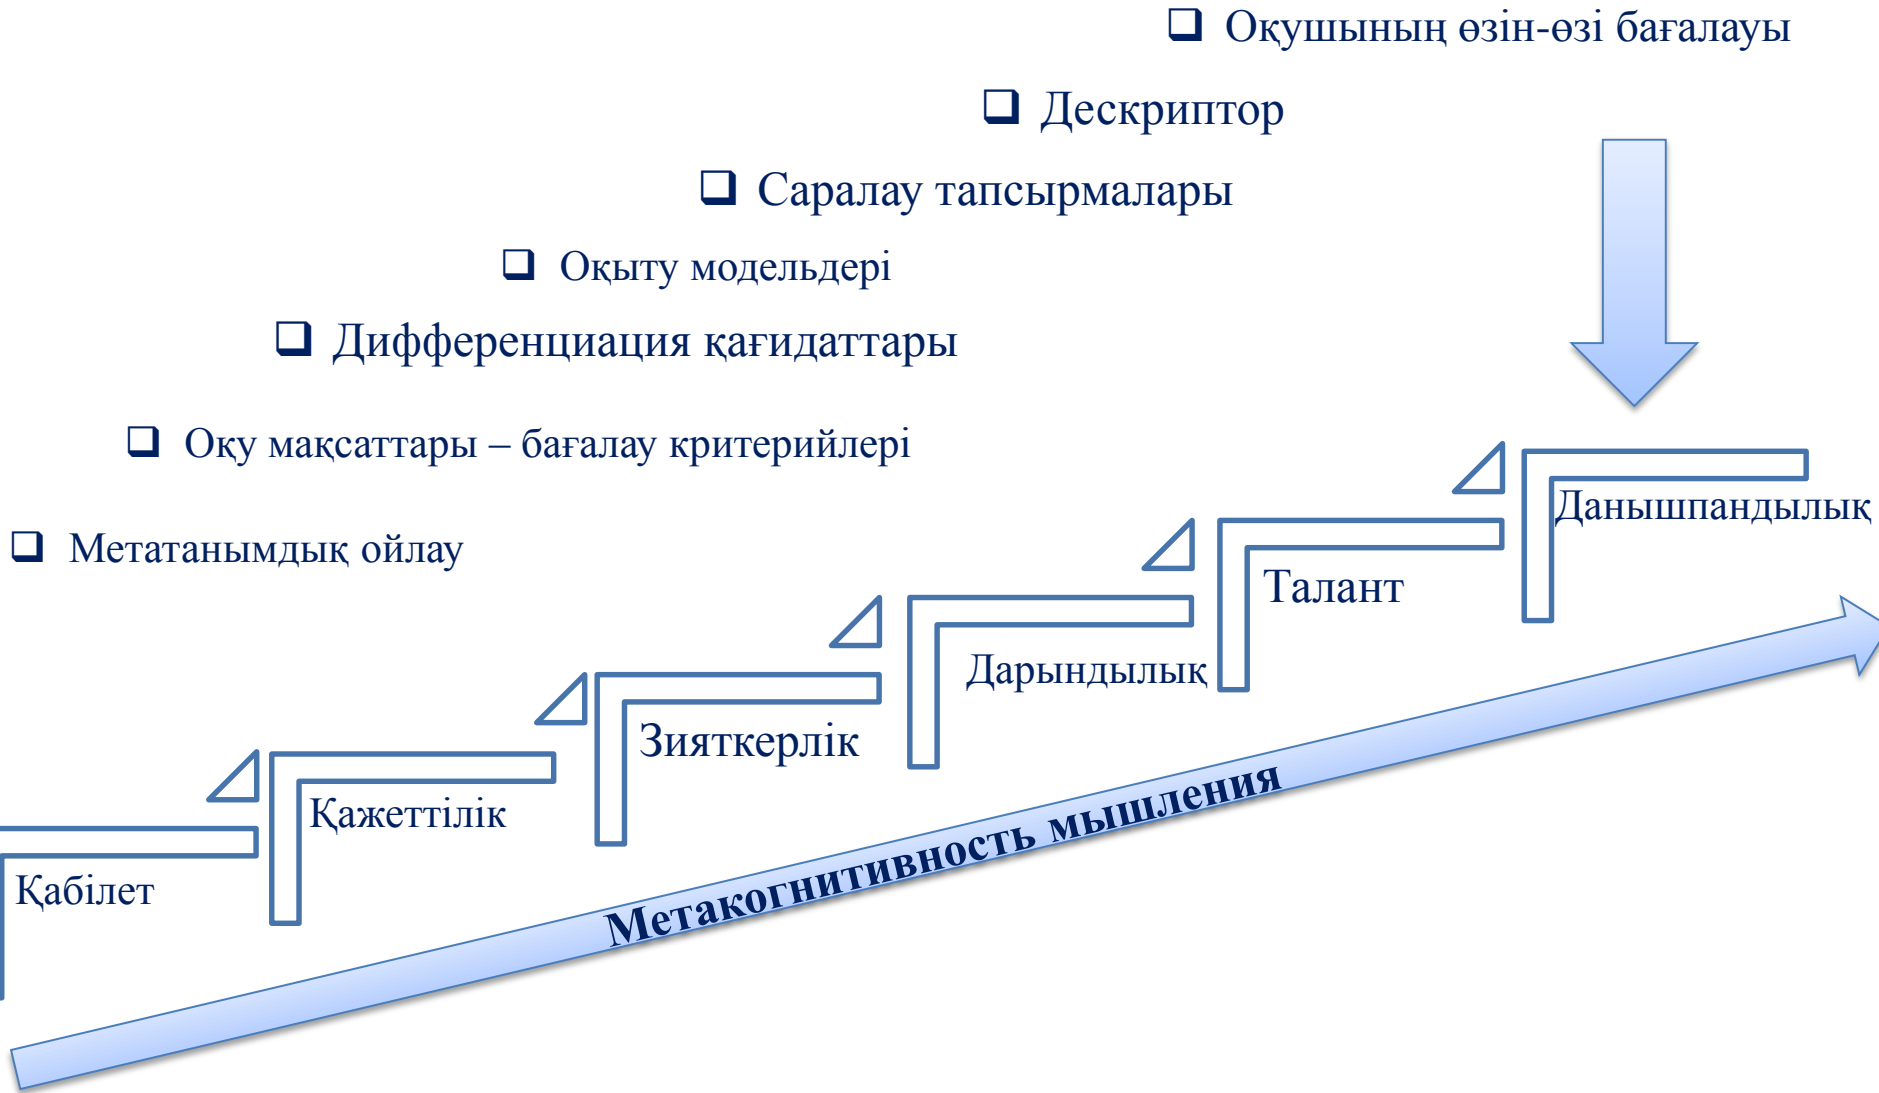 Оқушының өзін-өзі бағалауы
Дескриптор
Саралау тапсырмалары
Оқыту модельдері
Дифференциация қағидаттары
Оқу мақсаттары – бағалау критерийлері
Метатанымдық ойлау
Данышпандылық
Талант
Дарындылық
Зияткерлік
Қажеттілік
Қабілет
Метакогнитивность мышления